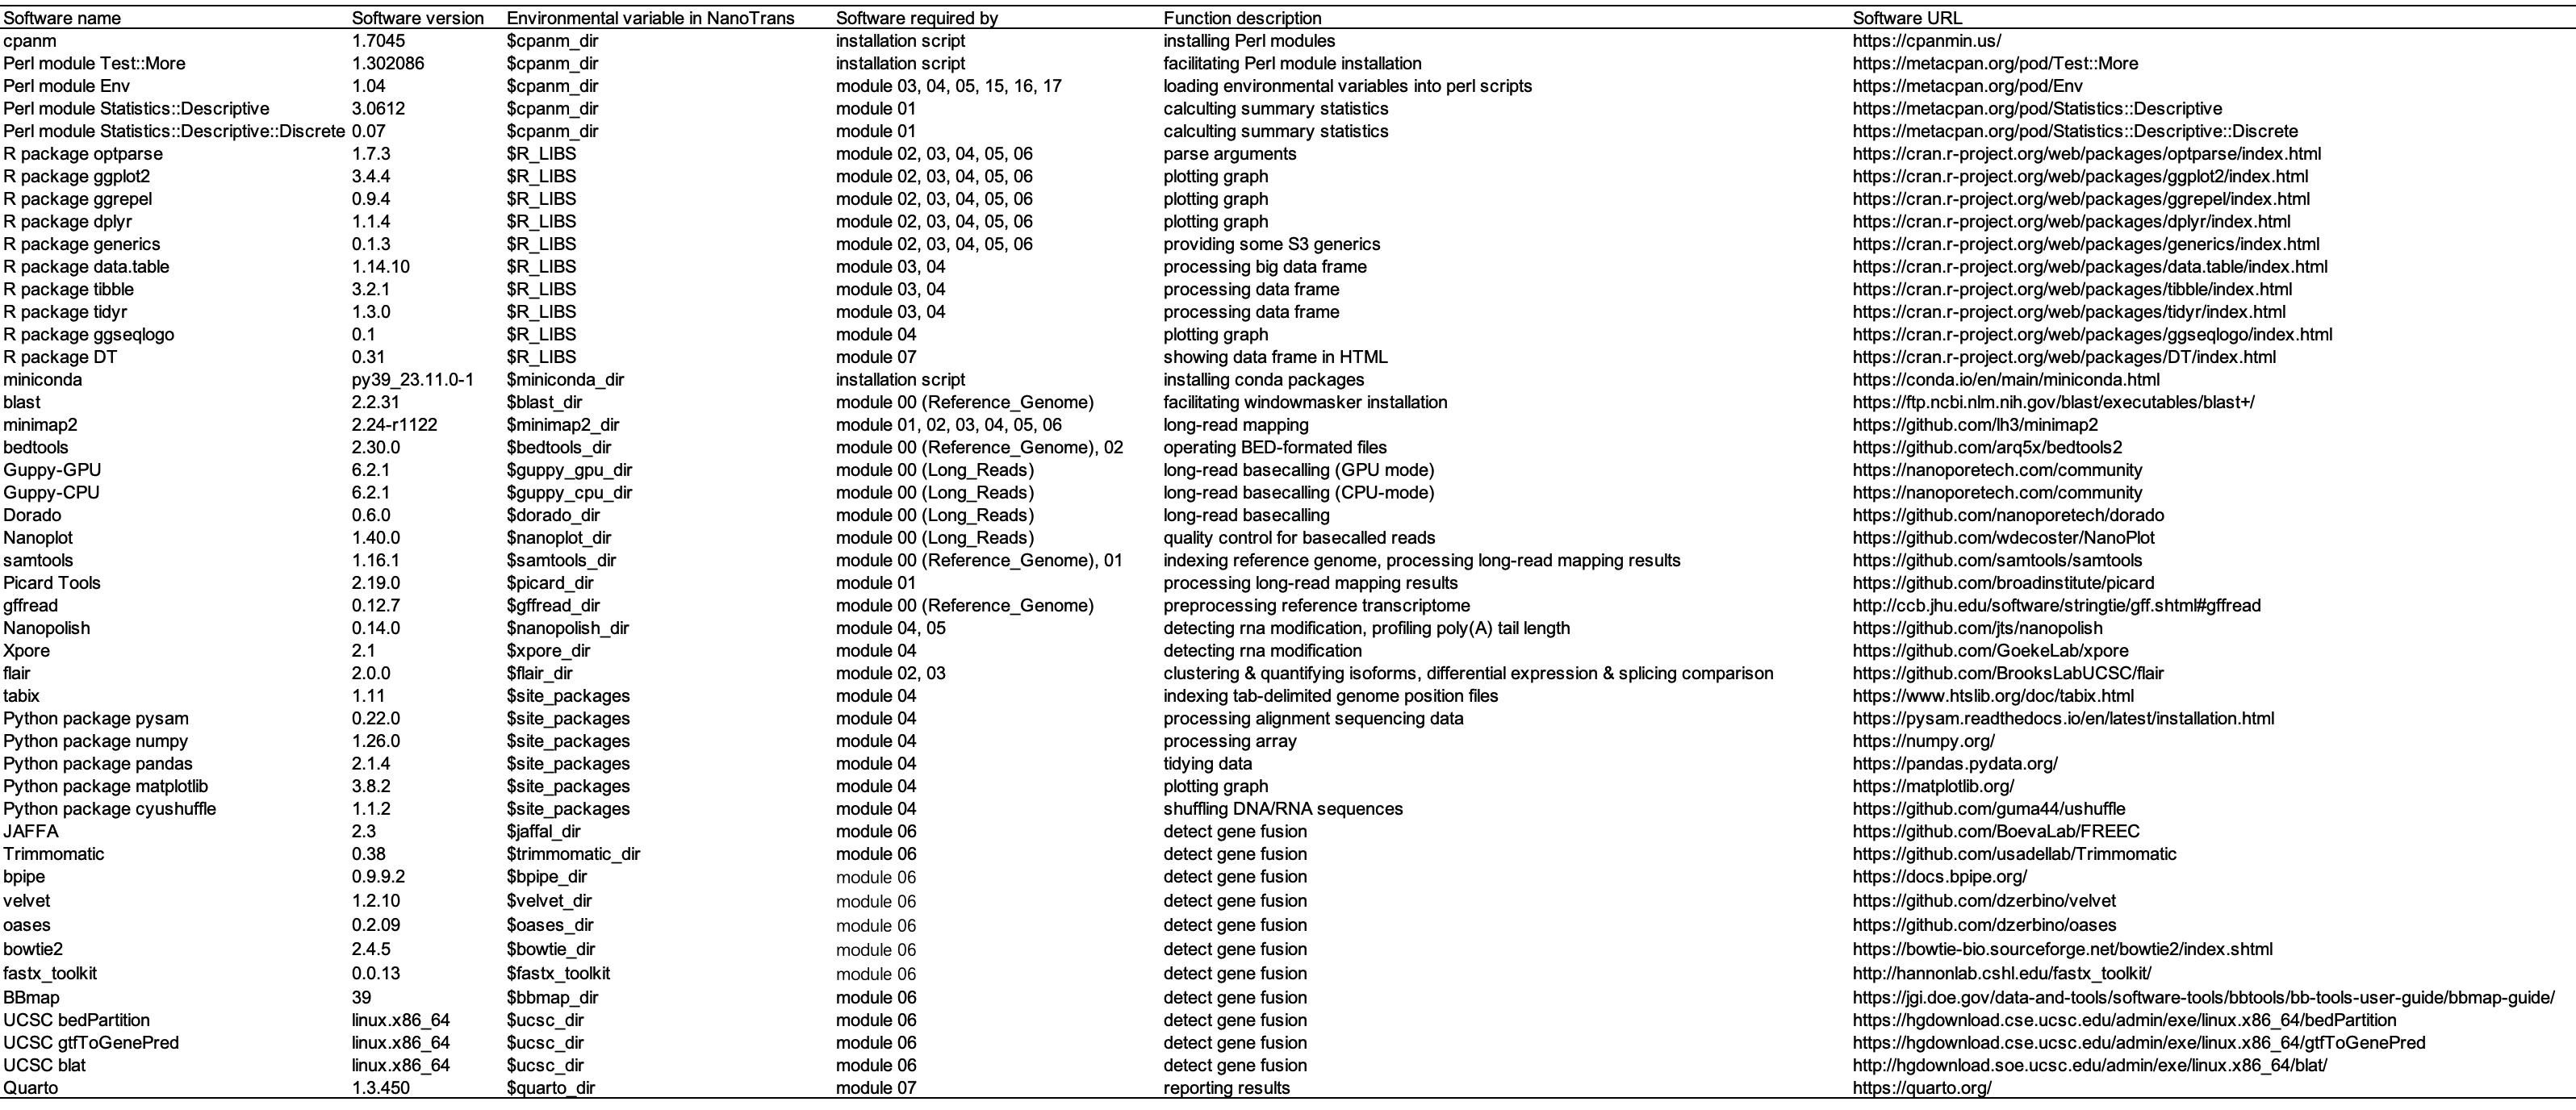 Software name Software version Environmental variable in NanoTrans Software required by Function description Software URL
cpanm 1.7045 $cpanm_dir installation script installing Perl modules https://cpanmin.us/
Perl module Test::More 1.302086 $cpanm_dir installation script facilitating Perl module installation https://metacpan.org/pod/Test::More
Perl module Env 1.04 $cpanm_dir module 03, 04, 05, 15, 16, 17 loading environmental variables into perl scripts https://metacpan.org/pod/Env
Perl module Statistics::Descriptive 3.0612 $cpanm_dir module 01 calculting summary statistics https://metacpan.org/pod/Statistics::Descriptive
Perl module Statistics::Descriptive::Discrete 0.07 $cpanm_dir module 01 calculting summary statistics https://metacpan.org/pod/Statistics::Descriptive::Discrete
R package optparse 1.7.3 $R_LIBS module 02, 03, 04, 05, 06 parse arguments https://cran.r-project.org/web/packages/optparse/index.html
R package ggplot2 3.4.4 $R_LIBS module 02, 03, 04, 05, 06 plotting graph https://cran.r-project.org/web/packages/ggplot2/index.html
R package ggrepel 0.9.4 $R_LIBS module 02, 03, 04, 05, 06 plotting graph https://cran.r-project.org/web/packages/ggrepel/index.html
R package dplyr 1.1.4 $R_LIBS module 02, 03, 04, 05, 06 plotting graph https://cran.r-project.org/web/packages/dplyr/index.html
R package generics 0.1.3 $R_LIBS module 02, 03, 04, 05, 06 providing some S3 generics https://cran.r-project.org/web/packages/generics/index.html
R package data.table 1.14.10 $R_LIBS module 03, 04 processing big data frame https://cran.r-project.org/web/packages/data.table/index.html
R package tibble 3.2.1 $R_LIBS module 03, 04 processing data frame https://cran.r-project.org/web/packages/tibble/index.html
R package tidyr 1.3.0 $R_LIBS module 03, 04 processing data frame https://cran.r-project.org/web/packages/tidyr/index.html
R package ggseqlogo 0.1 $R_LIBS module 04 plotting graph https://cran.r-project.org/web/packages/ggseqlogo/index.html
R package DT 0.31 $R_LIBS module 07 showing data frame in HTML https://cran.r-project.org/web/packages/DT/index.html
miniconda py39_23.11.0-1 $miniconda_dir installation script installing conda packages https://conda.io/en/main/miniconda.html
blast 2.2.31 $blast_dir module 00 (Reference_Genome) facilitating windowmasker installation https://ftp.ncbi.nlm.nih.gov/blast/executables/blast+/
minimap2 2.24-r1122 $minimap2_dir module 01, 02, 03, 04, 05, 06 long-read mapping https://github.com/lh3/minimap2
bedtools 2.30.0 $bedtools_dir module 00 (Reference_Genome), 02 operating BED-formated files https://github.com/arq5x/bedtools2
Guppy-GPU 6.2.1 $guppy_gpu_dir module 00 (Long_Reads) long-read basecalling (GPU mode) https://nanoporetech.com/community
Guppy-CPU 6.2.1 $guppy_cpu_dir module 00 (Long_Reads) long-read basecalling (CPU-mode) https://nanoporetech.com/community
Dorado 0.6.0 $dorado_dir module 00 (Long_Reads) long-read basecalling https://github.com/nanoporetech/dorado
Nanoplot 1.40.0 $nanoplot_dir module 00 (Long_Reads) quality control for basecalled reads https://github.com/wdecoster/NanoPlot
samtools 1.16.1 $samtools_dir module 00 (Reference_Genome), 01 indexing reference genome, processing long-read mapping results https://github.com/samtools/samtools
Picard Tools 2.19.0 $picard_dir module 01 processing long-read mapping results https://github.com/broadinstitute/picard
gffread 0.12.7 $gffread_dir module 00 (Reference_Genome) preprocessing reference transcriptome http://ccb.jhu.edu/software/stringtie/gff.shtml#gffread
Nanopolish 0.14.0 $nanopolish_dir module 04, 05 detecting rna modification, profiling poly(A) tail length https://github.com/jts/nanopolish
Xpore 2.1 $xpore_dir module 04 detecting rna modification https://github.com/GoekeLab/xpore
flair 2.0.0 $flair_dir module 02, 03 clustering & quantifying isoforms, differential expression & splicing comparison https://github.com/BrooksLabUCSC/flair
tabix 1.11 $site_packages module 04 indexing tab-delimited genome position files https://www.htslib.org/doc/tabix.html
Python package pysam 0.22.0 $site_packages module 04 processing alignment sequencing data https://pysam.readthedocs.io/en/latest/installation.html
Python package numpy 1.26.0 $site_packages module 04 processing array https://numpy.org/
Python package pandas 2.1.4 $site_packages module 04 tidying data https://pandas.pydata.org/
Python package matplotlib 3.8.2 $site_packages module 04 plotting graph https://matplotlib.org/
Python package cyushuffle 1.1.2 $site_packages module 04 shuffling DNA/RNA sequences https://github.com/guma44/ushuffle
JAFFA 2.3 $jaffal_dir module 06 detect gene fusion https://github.com/BoevaLab/FREEC
Trimmomatic 0.38 $trimmomatic_dir module 06 detect gene fusion https://github.com/usadellab/Trimmomatic
bpipe 0.9.9.2 $bpipe_dir module 06 detect gene fusion https://docs.bpipe.org/
velvet 1.2.10 $velvet_dir module 06 detect gene fusion https://github.com/dzerbino/velvet
oases 0.2.09 $oases_dir module 06 detect gene fusion https://github.com/dzerbino/oases
bowtie2 2.4.5 $bowtie_dir module 06 detect gene fusion https://bowtie-bio.sourceforge.net/bowtie2/index.shtml
fastx_toolkit 0.0.13 $fastx_toolkit module 06 detect gene fusion http://hannonlab.cshl.edu/fastx_toolkit/
BBmap 39 $bbmap_dir module 06 detect gene fusion https://jgi.doe.gov/data-and-tools/software-tools/bbtools/bb-tools-user-guide/bbmap-guide/
UCSC bedPartition linux.x86_64 $ucsc_dir module 06 detect gene fusion https://hgdownload.cse.ucsc.edu/admin/exe/linux.x86_64/bedPartition
UCSC gtfToGenePred linux.x86_64 $ucsc_dir module 06 detect gene fusion https://hgdownload.cse.ucsc.edu/admin/exe/linux.x86_64/gtfToGenePred
UCSC blat linux.x86_64 $ucsc_dir module 06 detect gene fusion http://hgdownload.soe.ucsc.edu/admin/exe/linux.x86_64/blat/
Quarto 1.3.450 $quarto_dir module 07 reporting results https://quarto.org/